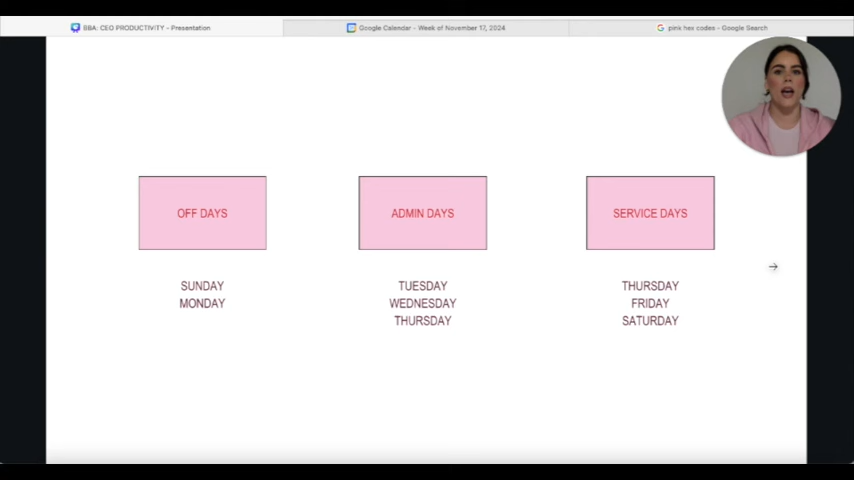 BBA: CEO PRODUCTIVITY - Presentation
Google Calendar - Week of November 17, 2024
pink hex codes - Google Search
OFF DAYS
ADMIN DAYS
SERVICE DAYS
SUNDAY
MONDAY
TUESDAY
WEDNESDAY
THURSDAY
THURSDAY
FRIDAY
SATURDAY